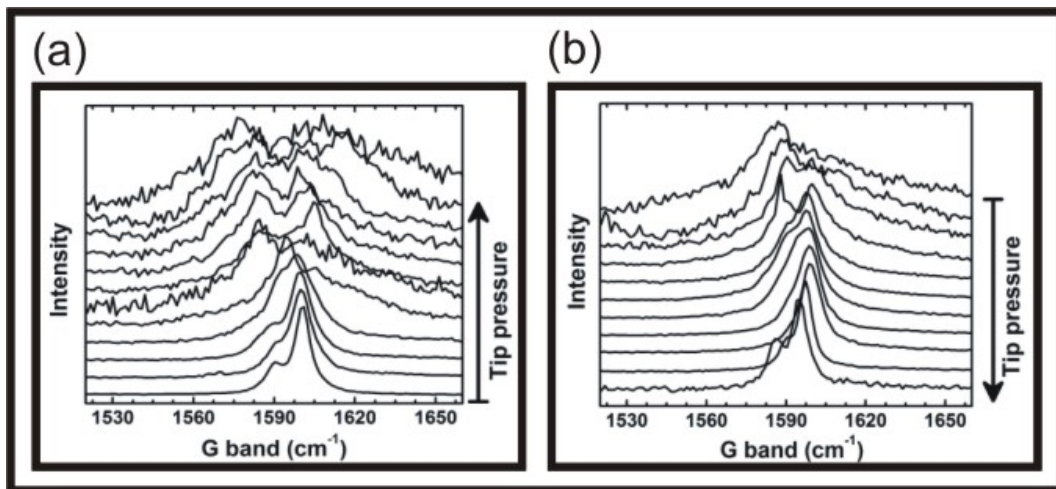 (a)
(b)
Intensity
1530 1560 1590 1620 1650
G band (cm⁻¹)
Tip pressure
Intensity
1530 1560 1590 1620 1650
G band (cm⁻¹)
Tip pressure